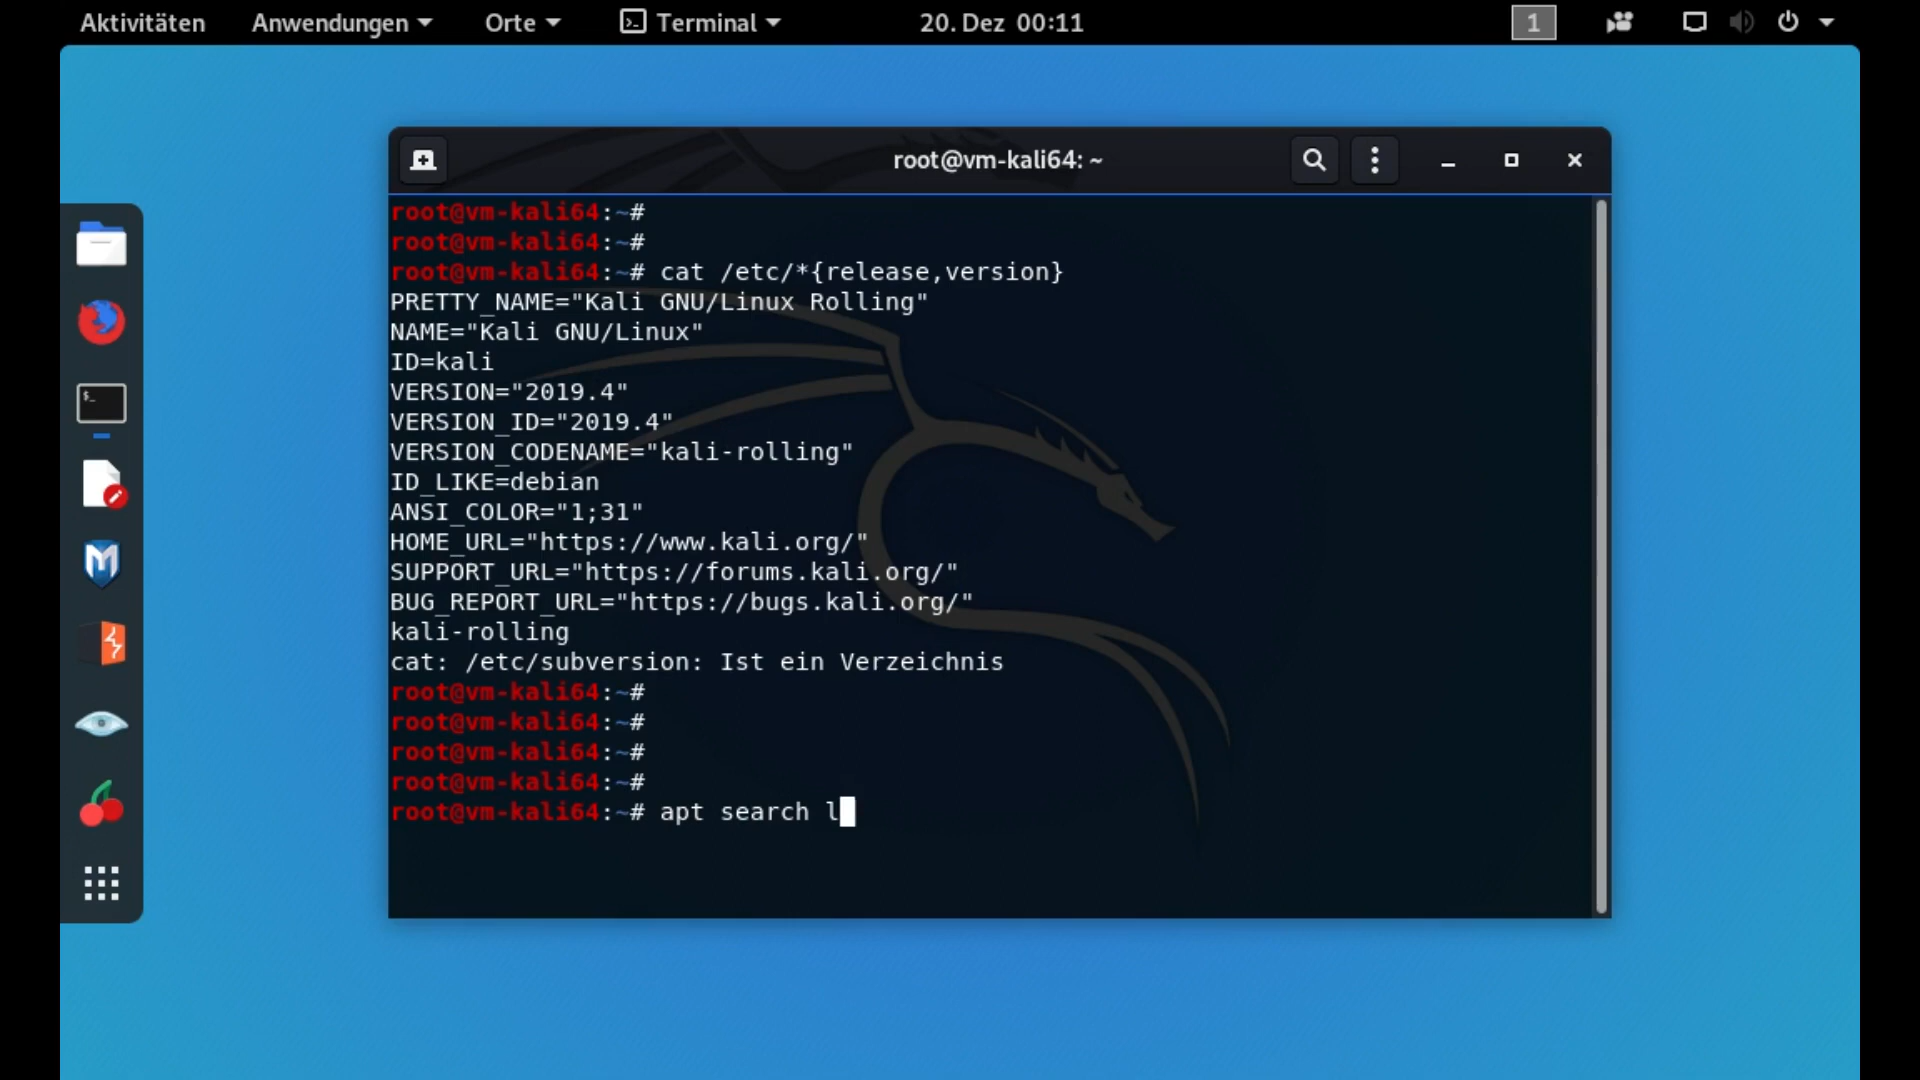 Aktivitäten Anwendungen Orte Terminal 20. Dez 00:11 1
root@vm-kali64: ~
root@vm-kali64:~#
root@vm-kali64:~#
root@vm-kali64:~# cat /etc/*{release,version}
PRETTY_NAME="Kali GNU/Linux Rolling"
NAME="Kali GNU/Linux"
ID=kali
VERSION="2019.4"
VERSION_ID="2019.4"
VERSION_CODENAME="kali-rolling"
ID_LIKE=debian
ANSI_COLOR="1;31"
HOME_URL="https://www.kali.org/"
SUPPORT_URL="https://forums.kali.org/"
BUG_REPORT_URL="https://bugs.kali.org/"
kali-rolling
cat: /etc/subversion: Ist ein Verzeichnis
root@vm-kali64:~#
root@vm-kali64:~#
root@vm-kali64:~#
root@vm-kali64:~#
root@vm-kali64:~# apt search l